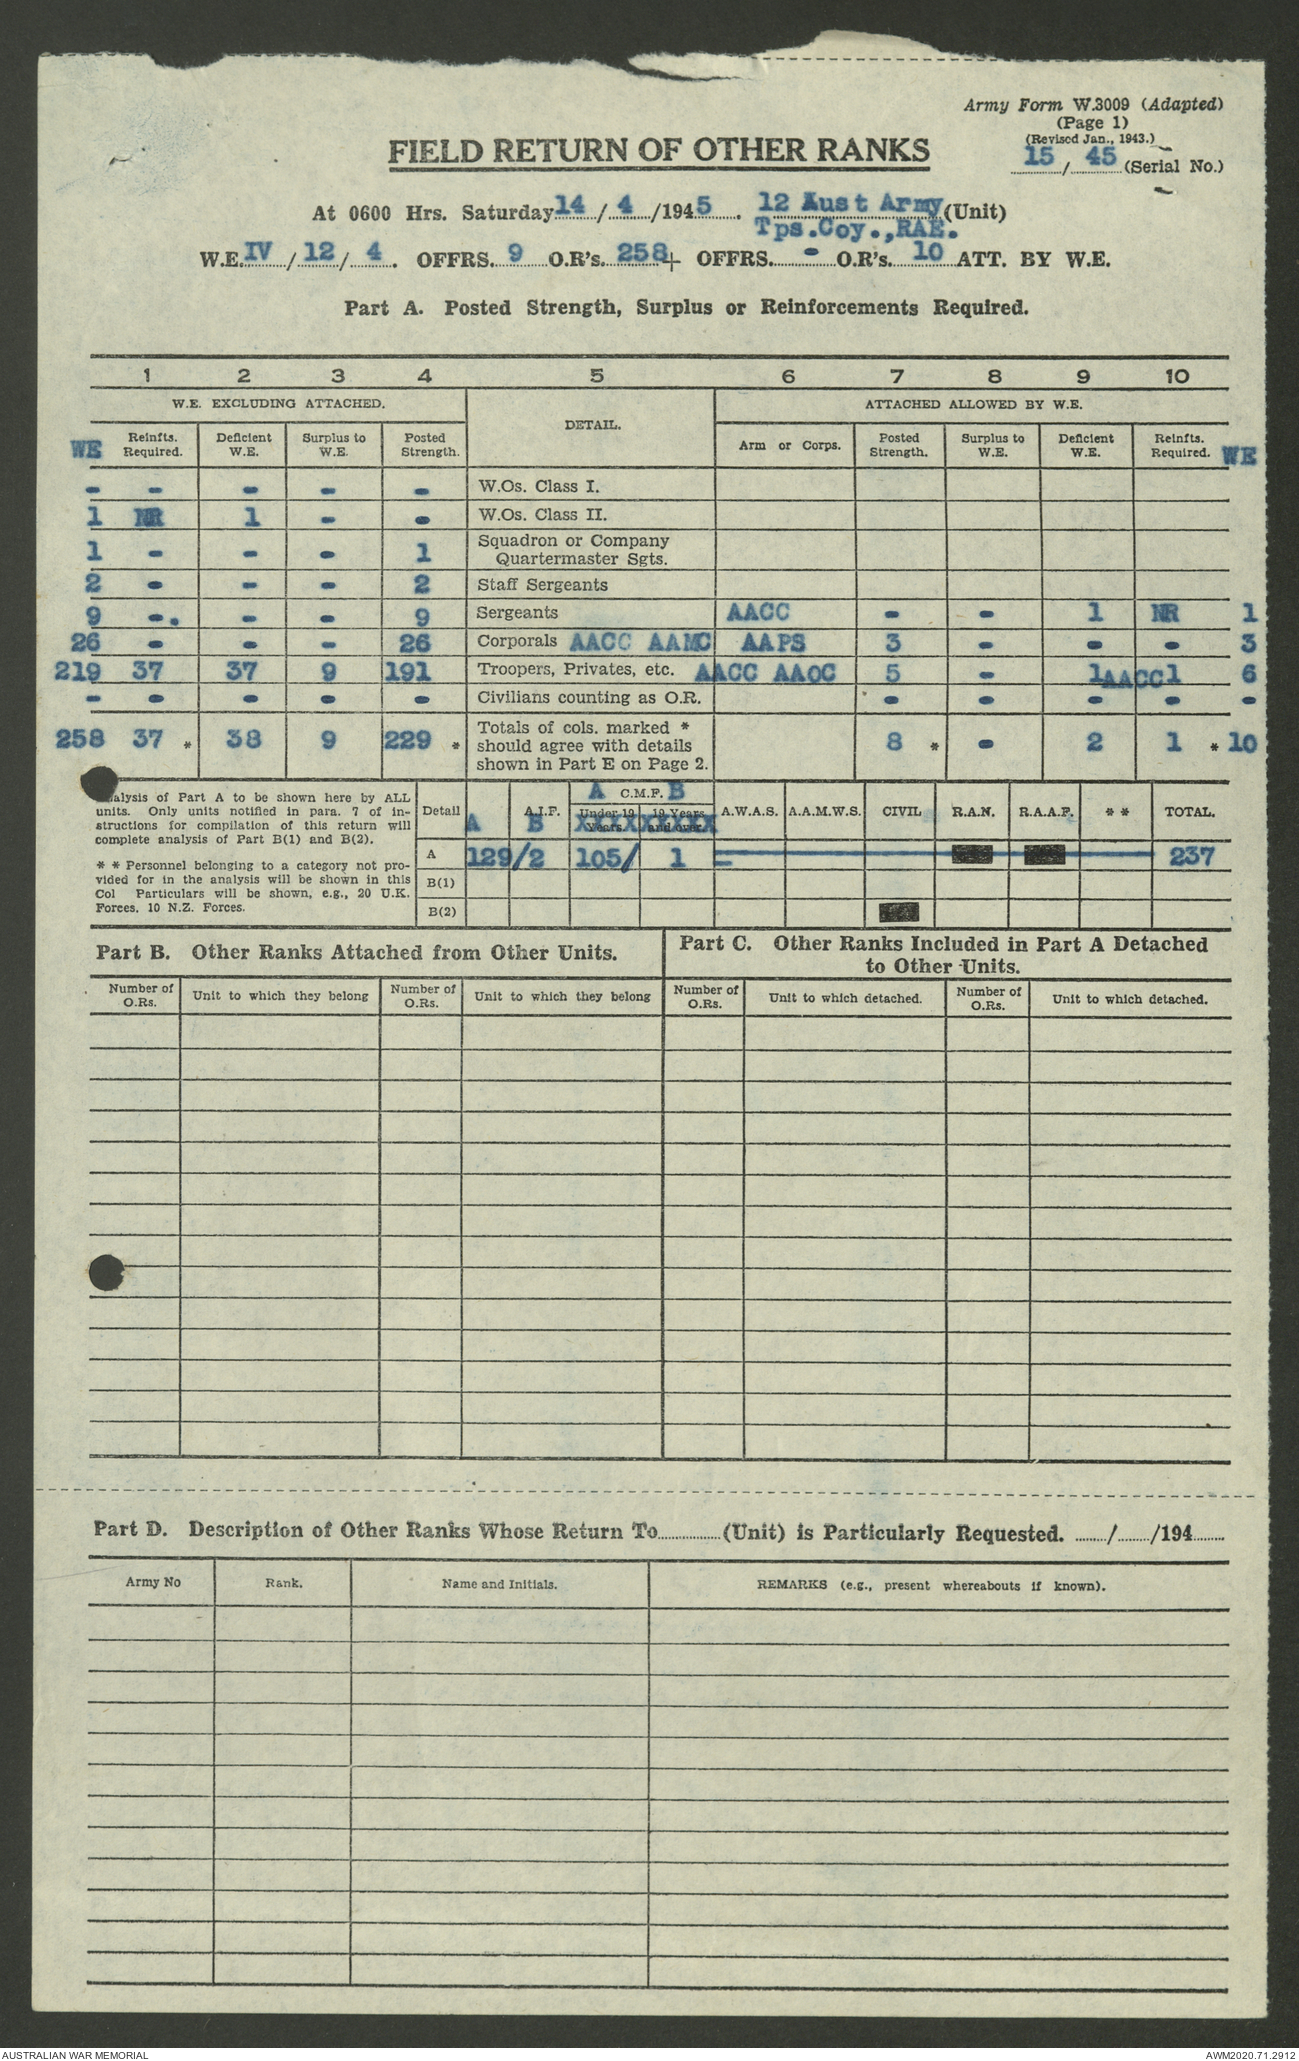 Army Form W.3009 (Adapted)
(Page 1)
(Revised Jan., 1943.)
15 / 45 (Serial No.)
FIELD RETURN OF OTHER RANKS
At 0600 Hrs. Saturday 14 / 4 /1945. 12 Aust Army (Unit)
Tps.Coy.,RAE.
W.E. IV / 12 / 4 . OFFRS. 9 O.R's. 258 + OFFRS. - O.R's. 10 ATT. BY W.E.
Part A. Posted Strength, Surplus or Reinforcements Required.
1 2 3 4 5 6 7 8 9 10
W.E. EXCLUDING ATTACHED. DETAIL. ATTACHED ALLOWED BY W.E.
WE Reinfts. Required. Deficient W.E. Surplus to W.E. Posted Strength. Arm or Corps. Posted Strength. Surplus to W.E. Deficient W.E. Reinfts. Required. WE
- - - - - W.Os. Class I.
1 NR 1 - - W.Os. Class II.
1 - - - 1 Squadron or Company
Quartermaster Sgts.
2 - - - 2 Staff Sergeants
9 -. - - 9 Sergeants AACC - - 1 NR 1
26 - - - 26 Corporals AACC AAMC AAPS 3 - - - 3
219 37 37 9 191 Troopers, Privates, etc. AACC AAOC 5 - 1 AACC1 6
- - - - - Civilians counting as O.R. - - - - -
258 37 * 38 9 229 * Totals of cols. marked * 8 * - 2 1 * 10
should agree with details
shown in Part E on Page 2.
alysis of Part A to be shown here by ALL
units. Only units notified in para. 7 of in-
structions for compilation of this return will
complete analysis of Part B(1) and B(2).
* * Personnel belonging to a category not pro-
vided for in the analysis will be shown in this
Col Particulars will be shown, e.g., 20 U.K.
Forces, 10 N.Z. Forces.
A C.M.F. B
Detail A.I.F. Under 19 Years 19 Years and over A.W.A.S. A.A.M.W.S. CIVIL R.A.N. R.A.A.F. * * TOTAL.
A B XXXXXXXXXX
A 129/2 105/ 1 237
B(1)
B(2)
Part B. Other Ranks Attached from Other Units.
Part C. Other Ranks Included in Part A Detached
to Other Units.
Number of O.Rs. Unit to which they belong Number of O.Rs. Unit to which they belong Number of O.Rs. Unit to which detached. Number of O.Rs. Unit to which detached.
Part D. Description of Other Ranks Whose Return To............(Unit) is Particularly Requested. ....../....../194......
Army No Rank. Name and Initials. REMARKS (e.g., present whereabouts if known).
AUSTRALIAN WAR MEMORIAL AWM2020.71.2912